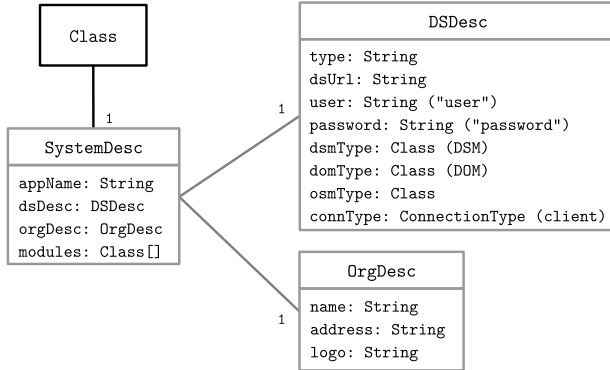 Class
1
SystemDesc
appName: String
dsDesc: DSDesc
orgDesc: OrgDesc
modules: Class[]
1
DSDesc
type: String
dsUrl: String
user: String ("user")
password: String ("password")
dsmType: Class (DSM)
domType: Class (DOM)
osmType: Class
connType: ConnectionType (client)
1
OrgDesc
name: String
address: String
logo: String